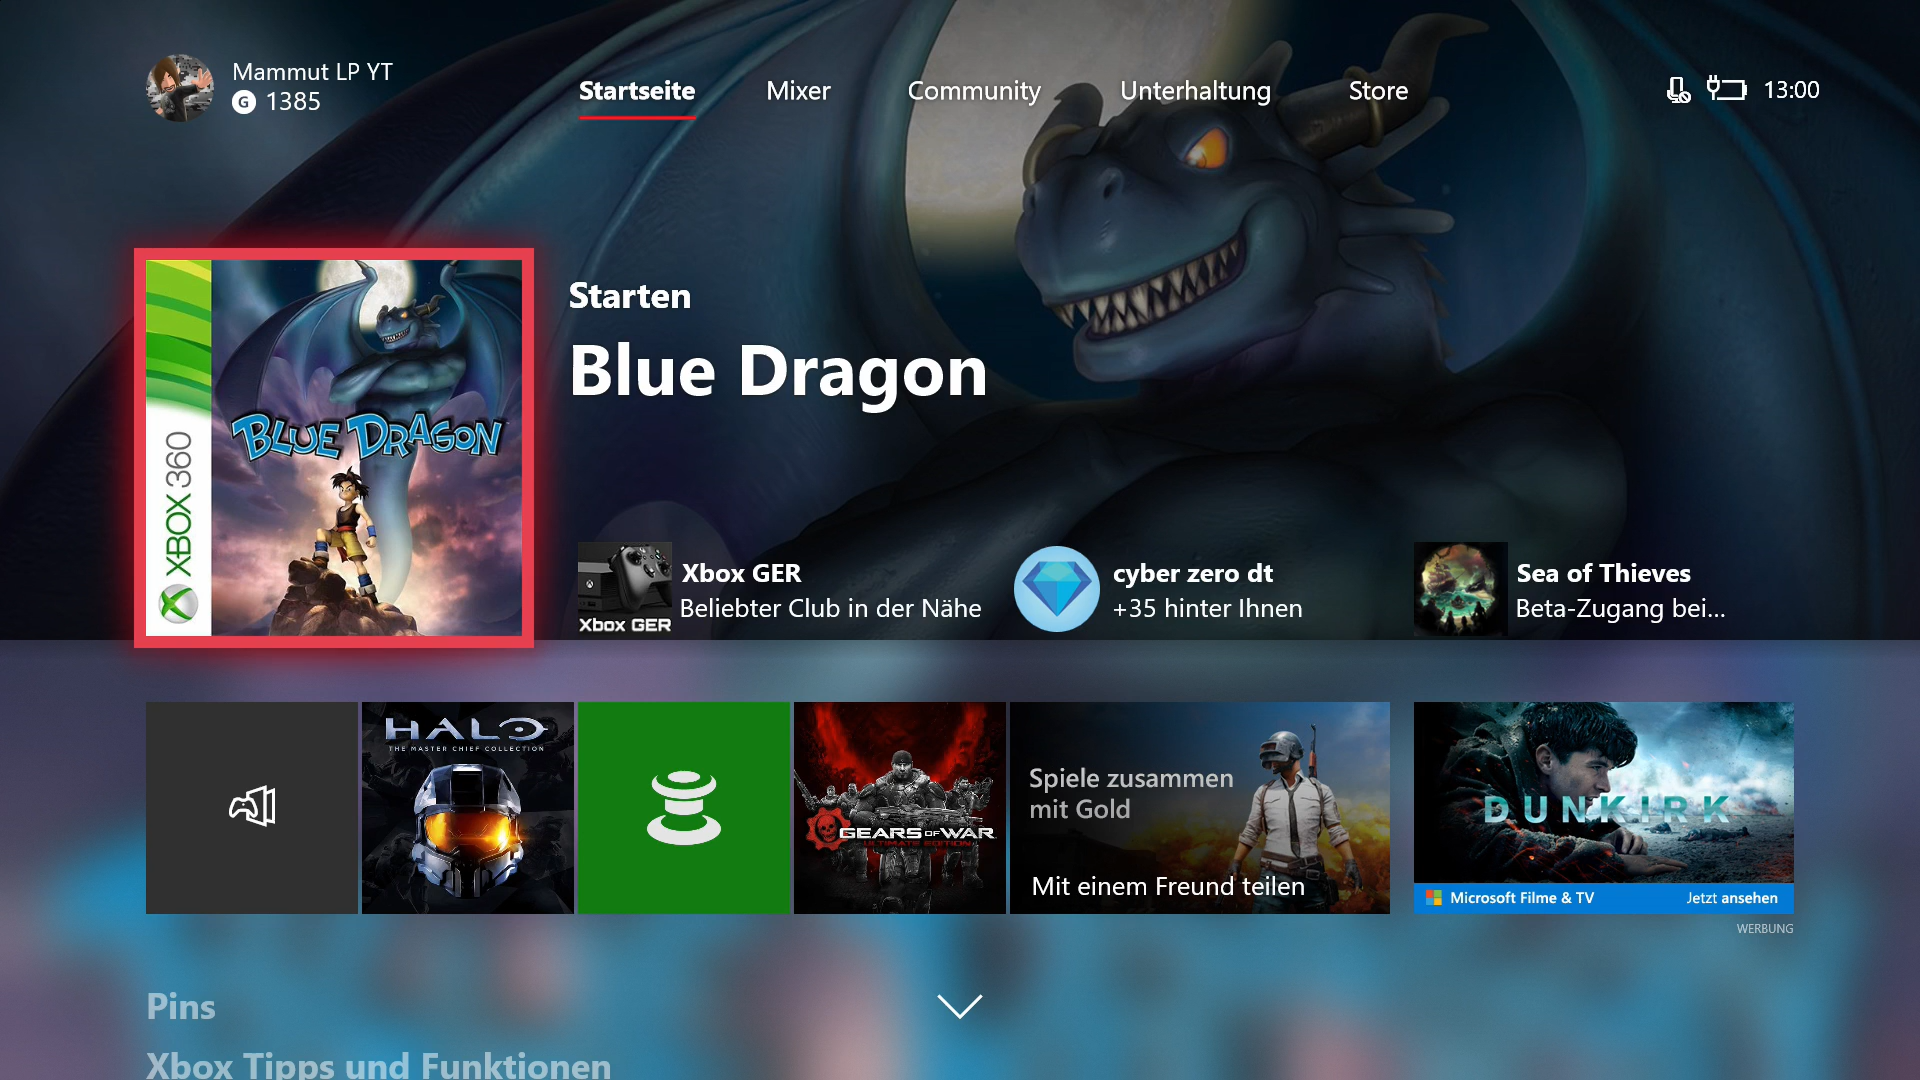 Mammut LP YT
G 1385
Startseite
Mixer
Community
Unterhaltung
Store
13:00
XBOX 360
BLUE DRAGON
Starten
Blue Dragon
Xbox GER
Xbox GER
Beliebter Club in der Nähe
cyber zero dt
+35 hinter Ihnen
Sea of Thieves
Beta-Zugang bei...
HALO
THE MASTER CHIEF COLLECTION
GEARS OF WAR
ULTIMATE EDITION
Spiele zusammen
mit Gold
Mit einem Freund teilen
DUNKIRK
Microsoft Filme & TV
Jetzt ansehen
WERBUNG
Pins
Xbox Tipps und Funktionen